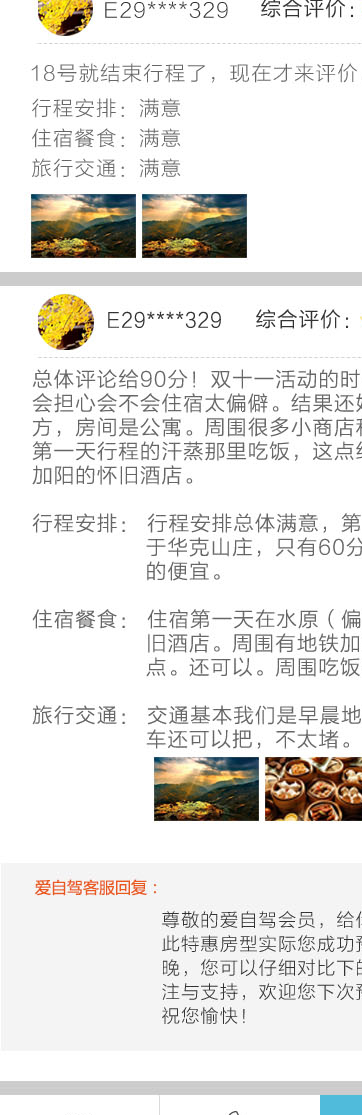 E29****329 综合评价：
18号就结束行程了，现在才来评价
行程安排：满意
住宿餐食：满意
旅行交通：满意
E29****329 综合评价：
总体评论给90分！双十一活动的时
会担心会不会住宿太偏僻。结果还
方，房间是公寓。周围很多小商店
第一天行程的汗蒸那里吃饭，这点
加阳的怀旧酒店。
行程安排： 行程安排总体满意，第
于华克山庄，只有60分
的便宜。
住宿餐食： 住宿第一天在水原（偏
旧酒店。周围有地铁加
点。还可以。周围吃饭
旅行交通： 交通基本我们是早晨地
车还可以把，不太堵。
爱自驾客服回复：
尊敬的爱自驾会员，给
此特惠房型实际您成功
晚，您可以仔细对比下
注与支持，欢迎您下次
祝您愉快！